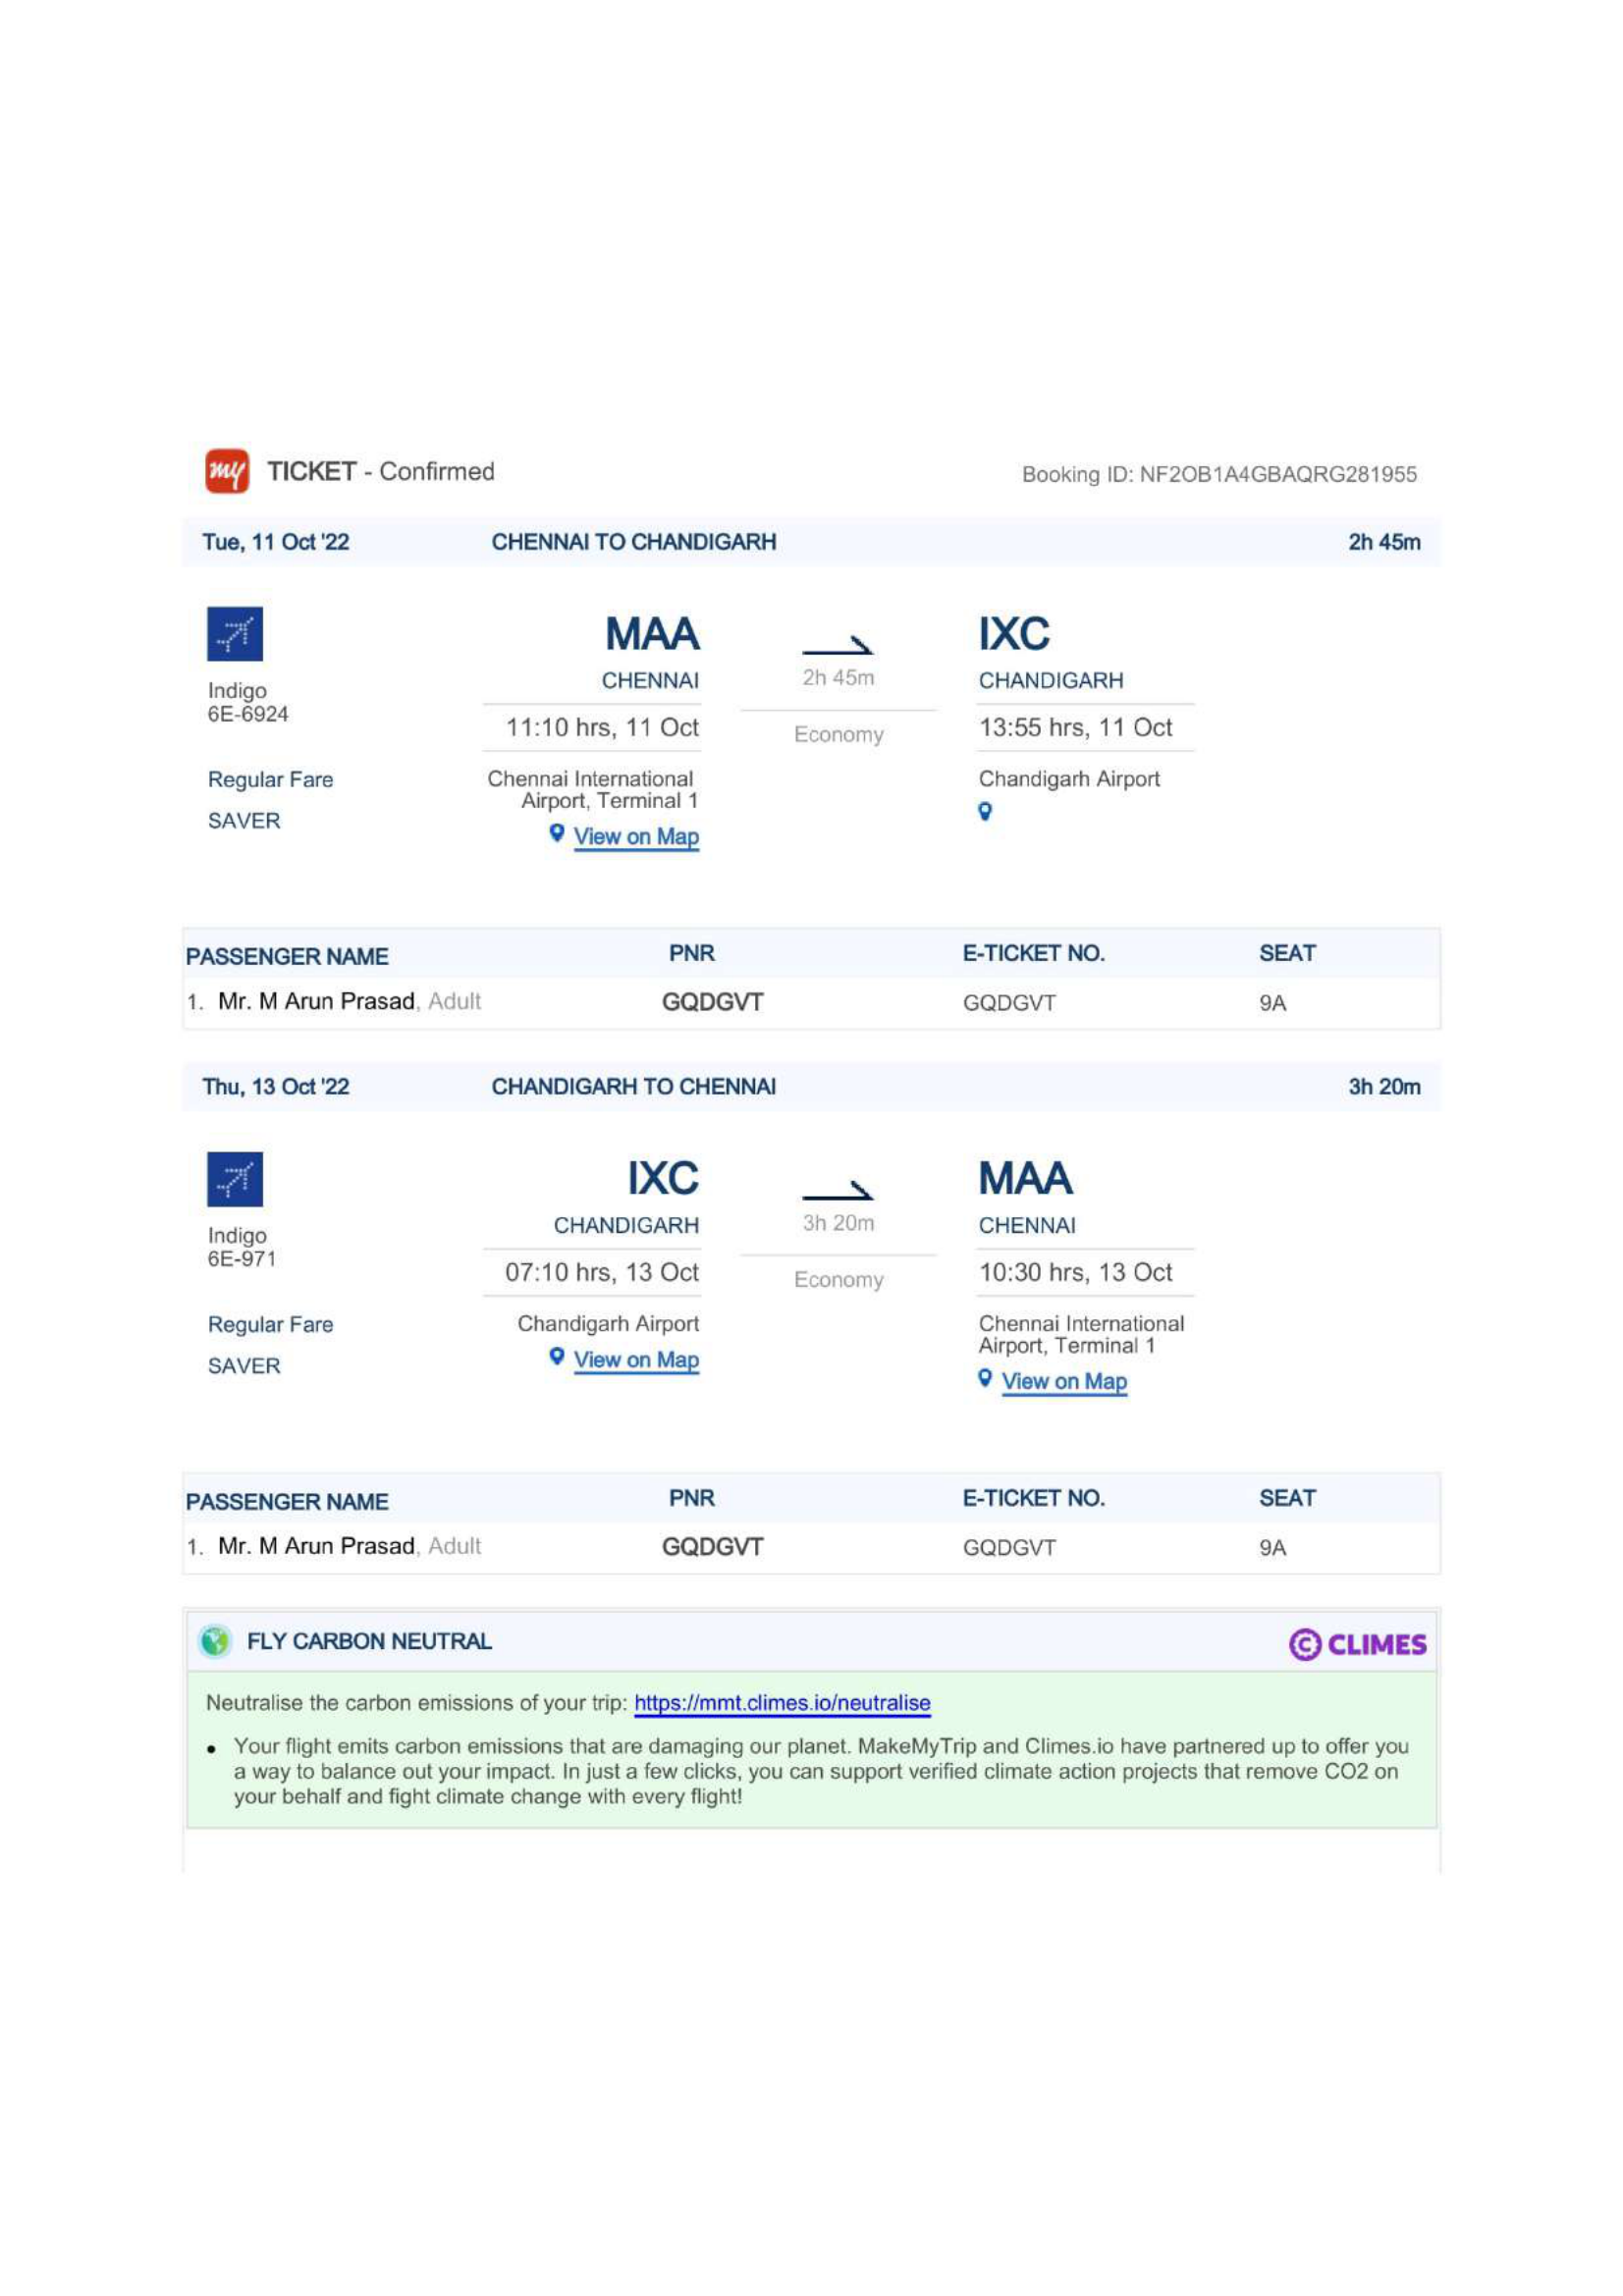 my TICKET - Confirmed Booking ID: NF2OB1A4GBAQRG281955
Tue, 11 Oct '22 CHENNAI TO CHANDIGARH 2h 45m
MAA IXC
CHENNAI 2h 45m CHANDIGARH
Indigo
6E-6924
11:10 hrs, 11 Oct Economy 13:55 hrs, 11 Oct
Regular Fare Chennai International Chandigarh Airport
Airport, Terminal 1
SAVER
View on Map
PASSENGER NAME PNR E-TICKET NO. SEAT
1. Mr. M Arun Prasad, Adult GQDGVT GQDGVT 9A
Thu, 13 Oct '22 CHANDIGARH TO CHENNAI 3h 20m
IXC MAA
CHANDIGARH 3h 20m CHENNAI
Indigo
6E-971
07:10 hrs, 13 Oct Economy 10:30 hrs, 13 Oct
Regular Fare Chandigarh Airport Chennai International
Airport, Terminal 1
SAVER View on Map
View on Map
PASSENGER NAME PNR E-TICKET NO. SEAT
1. Mr. M Arun Prasad, Adult GQDGVT GQDGVT 9A
FLY CARBON NEUTRAL CLIMES
Neutralise the carbon emissions of your trip: https://mmt.climes.io/neutralise
• Your flight emits carbon emissions that are damaging our planet. MakeMyTrip and Climes.io have partnered up to offer you
a way to balance out your impact. In just a few clicks, you can support verified climate action projects that remove CO2 on
your behalf and fight climate change with every flight!